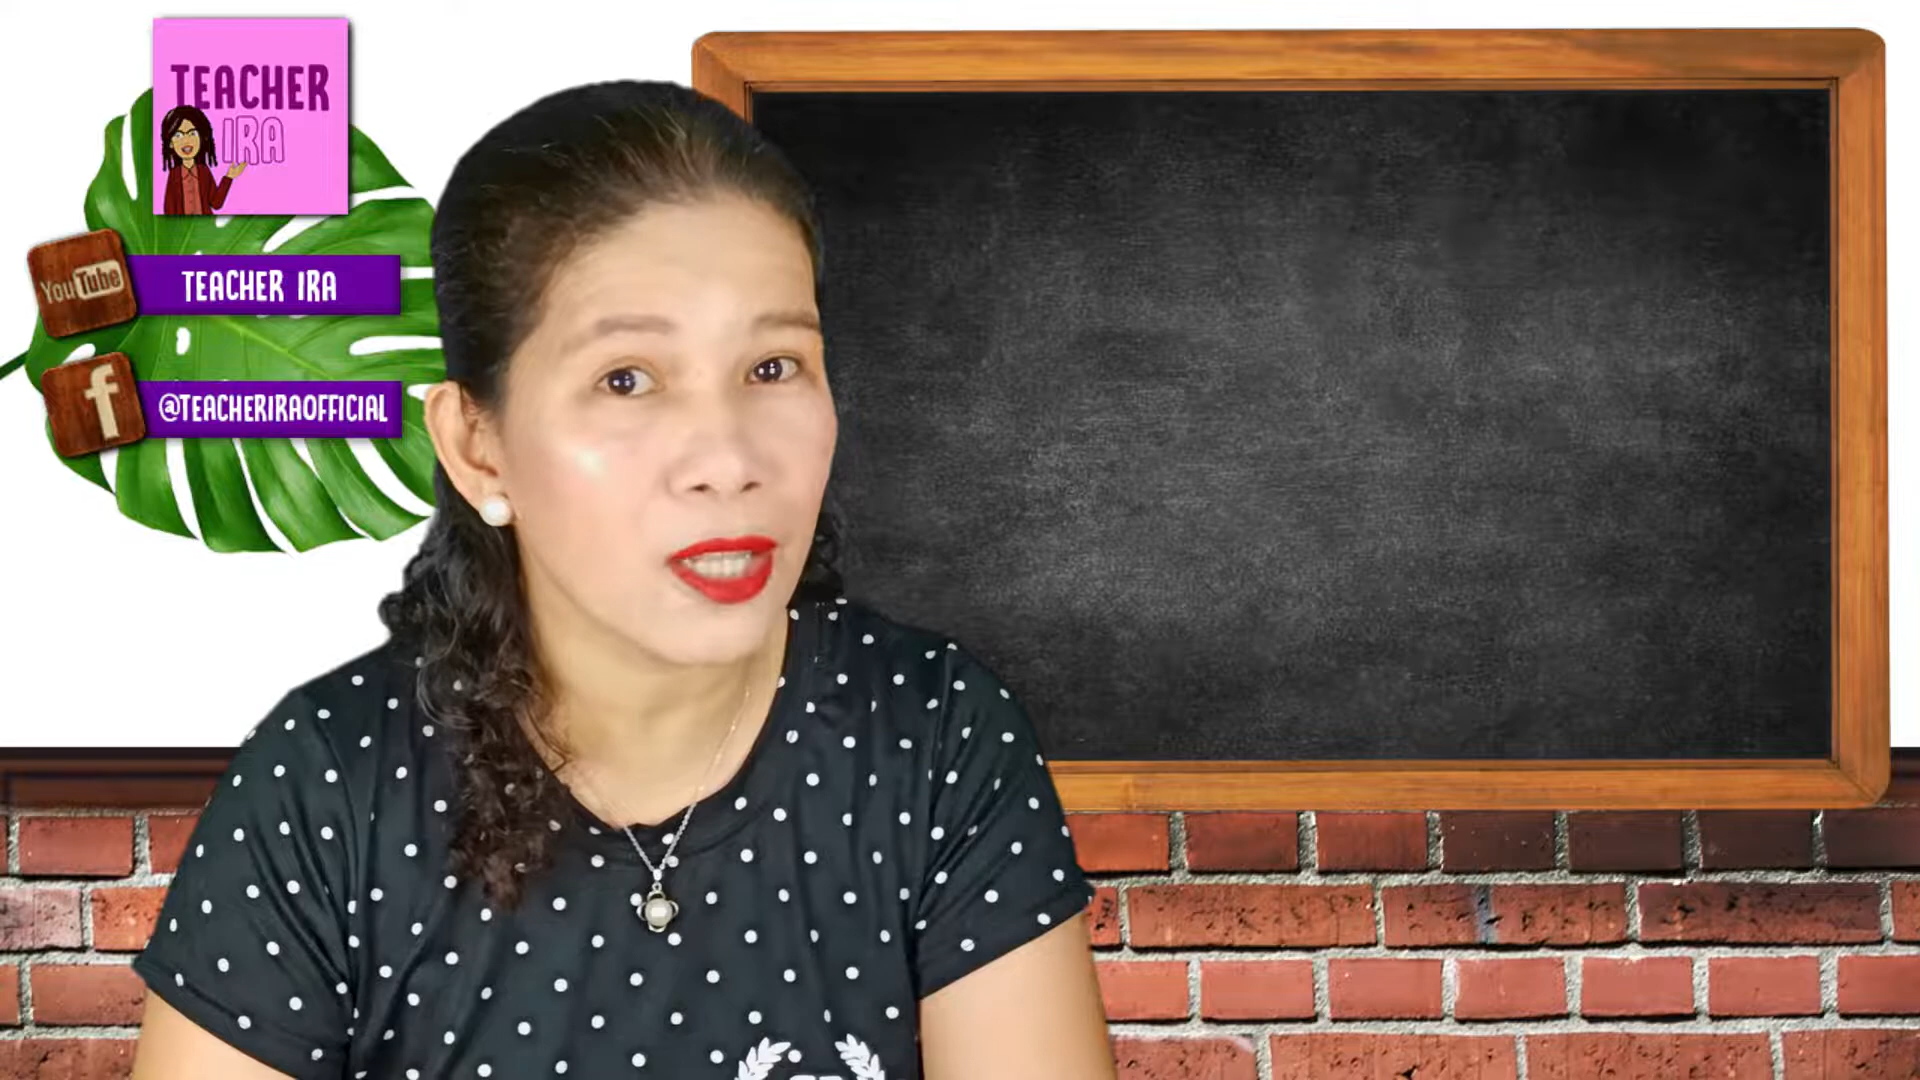 TEACHER
IRA
YouTube
TEACHER IRA
f
@TEACHERIRAOFFICIAL